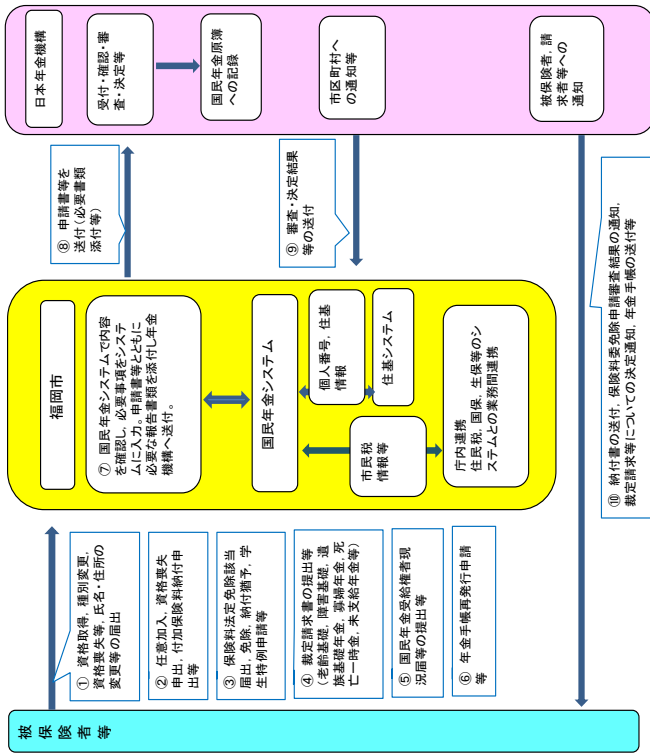 被保険者等
① 資格取得，種別変更，
資格喪失等，氏名・住所の
変更等の届出
② 任意加入，資格喪失
申出，付加保険料納付申
出等
③ 保険料法定免除該当
届出，免除，納付猶予，学
生特例申請等
④ 裁定請求書の提出等
(老齢基礎，障害基礎，遺
族基礎年金，寡婦年金，死
亡一時金，未支給年金等)
⑤ 国民年金受給権者現
況届等の提出等
⑥ 年金手帳再発行申請
等
福岡市
⑦ 国民年金システムで内容
を確認し，必要事項をシステ
ムに入力。申請書等とともに
必要な報告書類を添付し年金
機構へ送付。
国民年金システム
市民税
情報等
個人番号，住基
情報
住基システム
庁内連携
住民税，国保，生保等のシ
ステムとの業務間連携
⑧ 申請書等を
送付(必要書類
添付等)
⑨ 審査・決定結果
等の送付
日本年金機構
受付・確認・審
査・決定等
国民年金原簿
への記録
市区町村へ
の通知等
被保険者，請
求者等への
通知
⑩ 納付書の送付，保険料委免除申請審査結果の通知，
裁定請求等についての決定通知，年金手帳の送付等